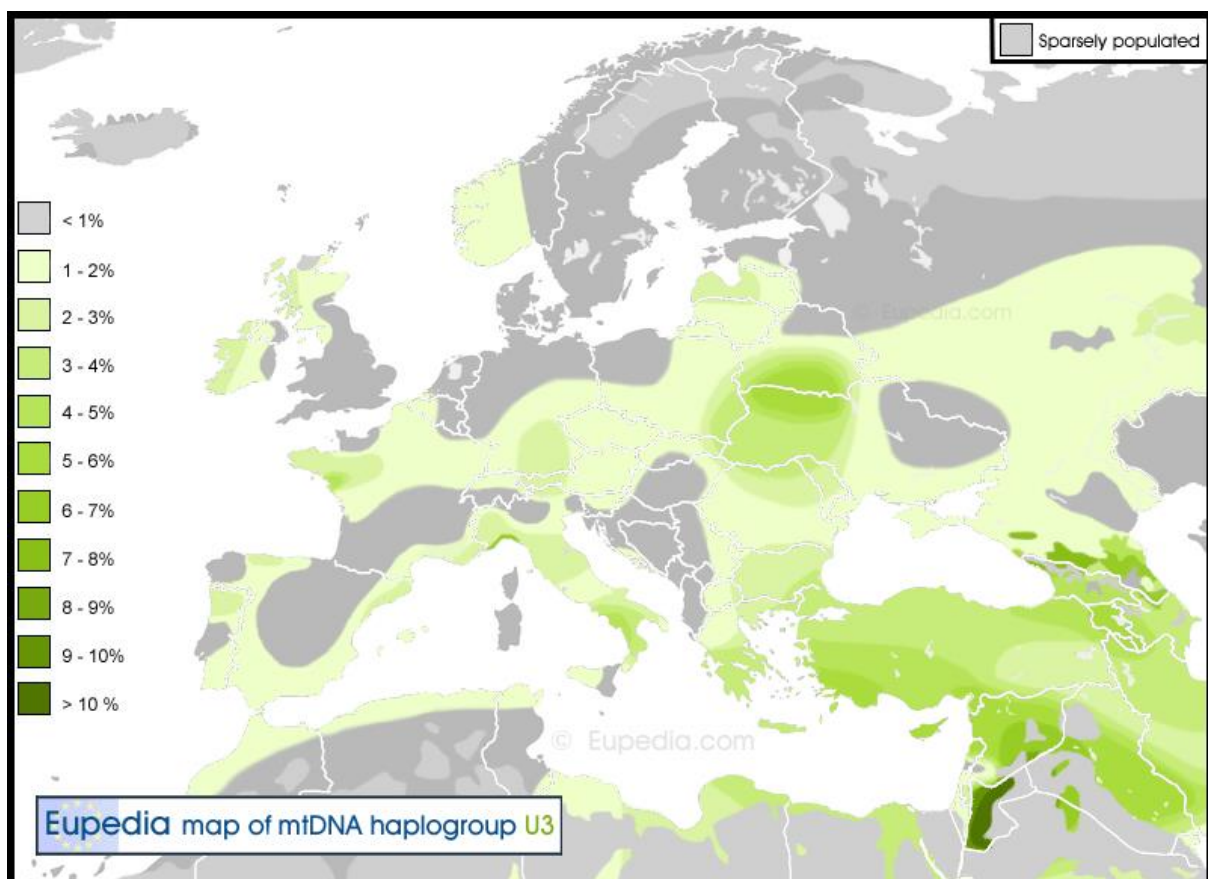 Sparsely populated
< 1%
1 - 2%
2 - 3%
3 - 4%
4 - 5%
5 - 6%
6 - 7%
7 - 8%
8 - 9%
9 - 10%
> 10 %
© Eupedia.com
© Eupedia.com
Eupedia map of mtDNA haplogroup U3